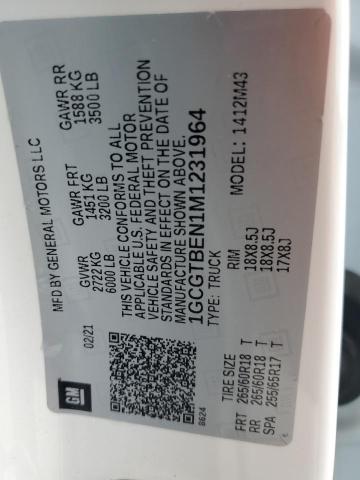 MFD BY GENERAL MOTORS LLC
02/21
GVWR
2722 KG
6000 LB
GAWR FRT
1451 KG
3200 LB
GAWR RR
1588 KG
3500 LB
THIS VEHICLE CONFORMS TO ALL
APPLICABLE U.S. FEDERAL MOTOR
VEHICLE SAFETY AND THEFT PREVENTION
STANDARDS IN EFFECT ON THE DATE OF
MANUFACTURE SHOWN ABOVE.
1GCGTBEN1M1231964
TYPE: TRUCK
1412M43
GM
8624
TIRE SIZE
RIM
FRT 265/60R18 T 18X8.5J
RR 265/60R18 T 18X8.5J
SPA 255/65R17 T 17X8J